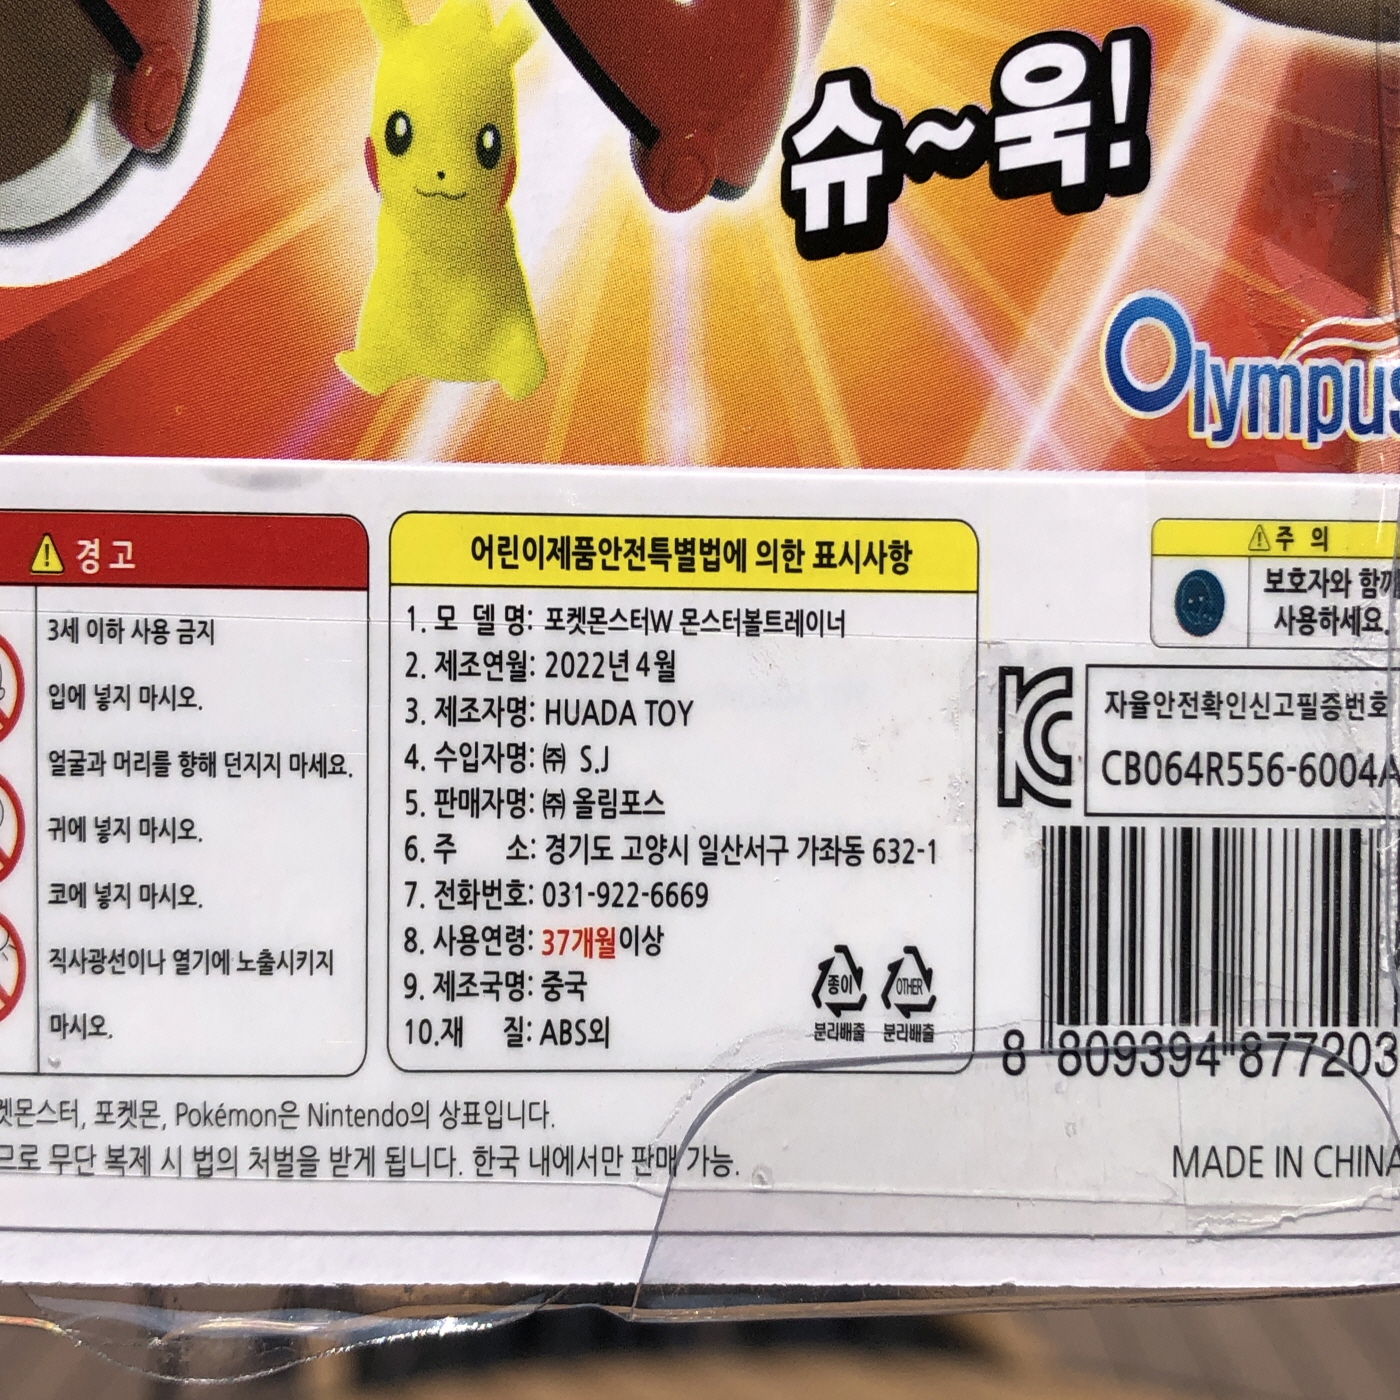 슈~욱!
Olympus
경고
3세 이하 사용 금지
입에 넣지 마시오.
얼굴과 머리를 향해 던지지 마세요.
귀에 넣지 마시오.
코에 넣지 마시오.
직사광선이나 열기에 노출시키지
마시오.
어린이제품안전특별법에 의한 표시사항
1. 모 델 명: 포켓몬스터W 몬스터볼트레이너
2. 제조연월: 2022년 4월
3. 제조자명: HUADA TOY
4. 수입자명: ㈜ S.J
5. 판매자명: ㈜ 올림포스
6. 주 소: 경기도 고양시 일산서구 가좌동 632-1
7. 전화번호: 031-922-6669
8. 사용연령: 37개월이상
9. 제조국명: 중국
10.재 질: ABS외
종이 OTHER
분리배출 분리배출
주 의
보호자와 함께
사용하세요.
자율안전확인신고필증번호
CB064R556-6004A
8 809394 877203
켓몬스터, 포켓몬, Pokémon은 Nintendo의 상표입니다.
므로 무단 복제 시 법의 처벌을 받게 됩니다. 한국 내에서만 판매 가능.
MADE IN CHINA